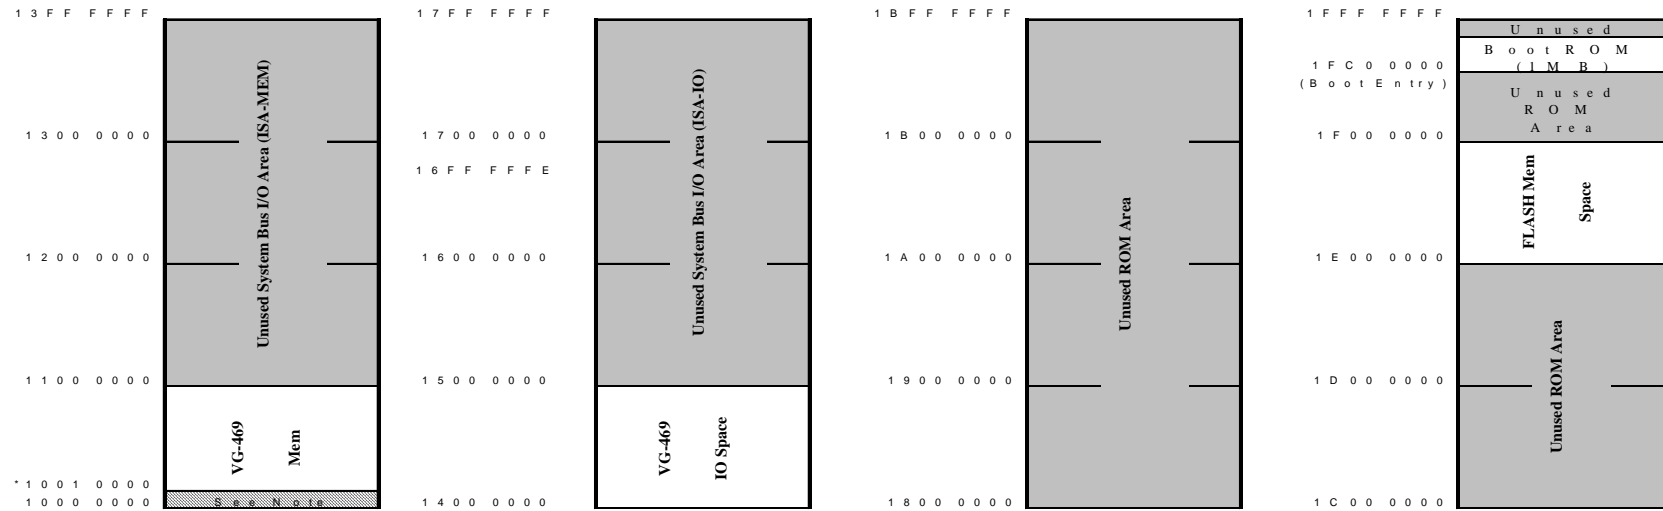 13FF FFFF
1300 0000
1200 0000
1100 0000
*1001 0000
1000 0000
Unused System Bus I/O Area (ISA-MEM)
VG-469
Mem
See Note
17FF FFFF
1700 0000
16FF FFFE
1600 0000
1500 0000
1400 0000
Unused System Bus I/O Area (ISA-IO)
VG-469
IO Space
1BFF FFFF
1B00 0000
1A00 0000
1900 0000
1800 0000
Unused ROM Area
1FFF FFFF
1FC0 0000
(Boot Entry)
1F00 0000
1E00 0000
1D00 0000
1C00 0000
Unused
BootROM
(1MB)
Unused
ROM
Area
FLASH Mem
Space
Unused ROM Area